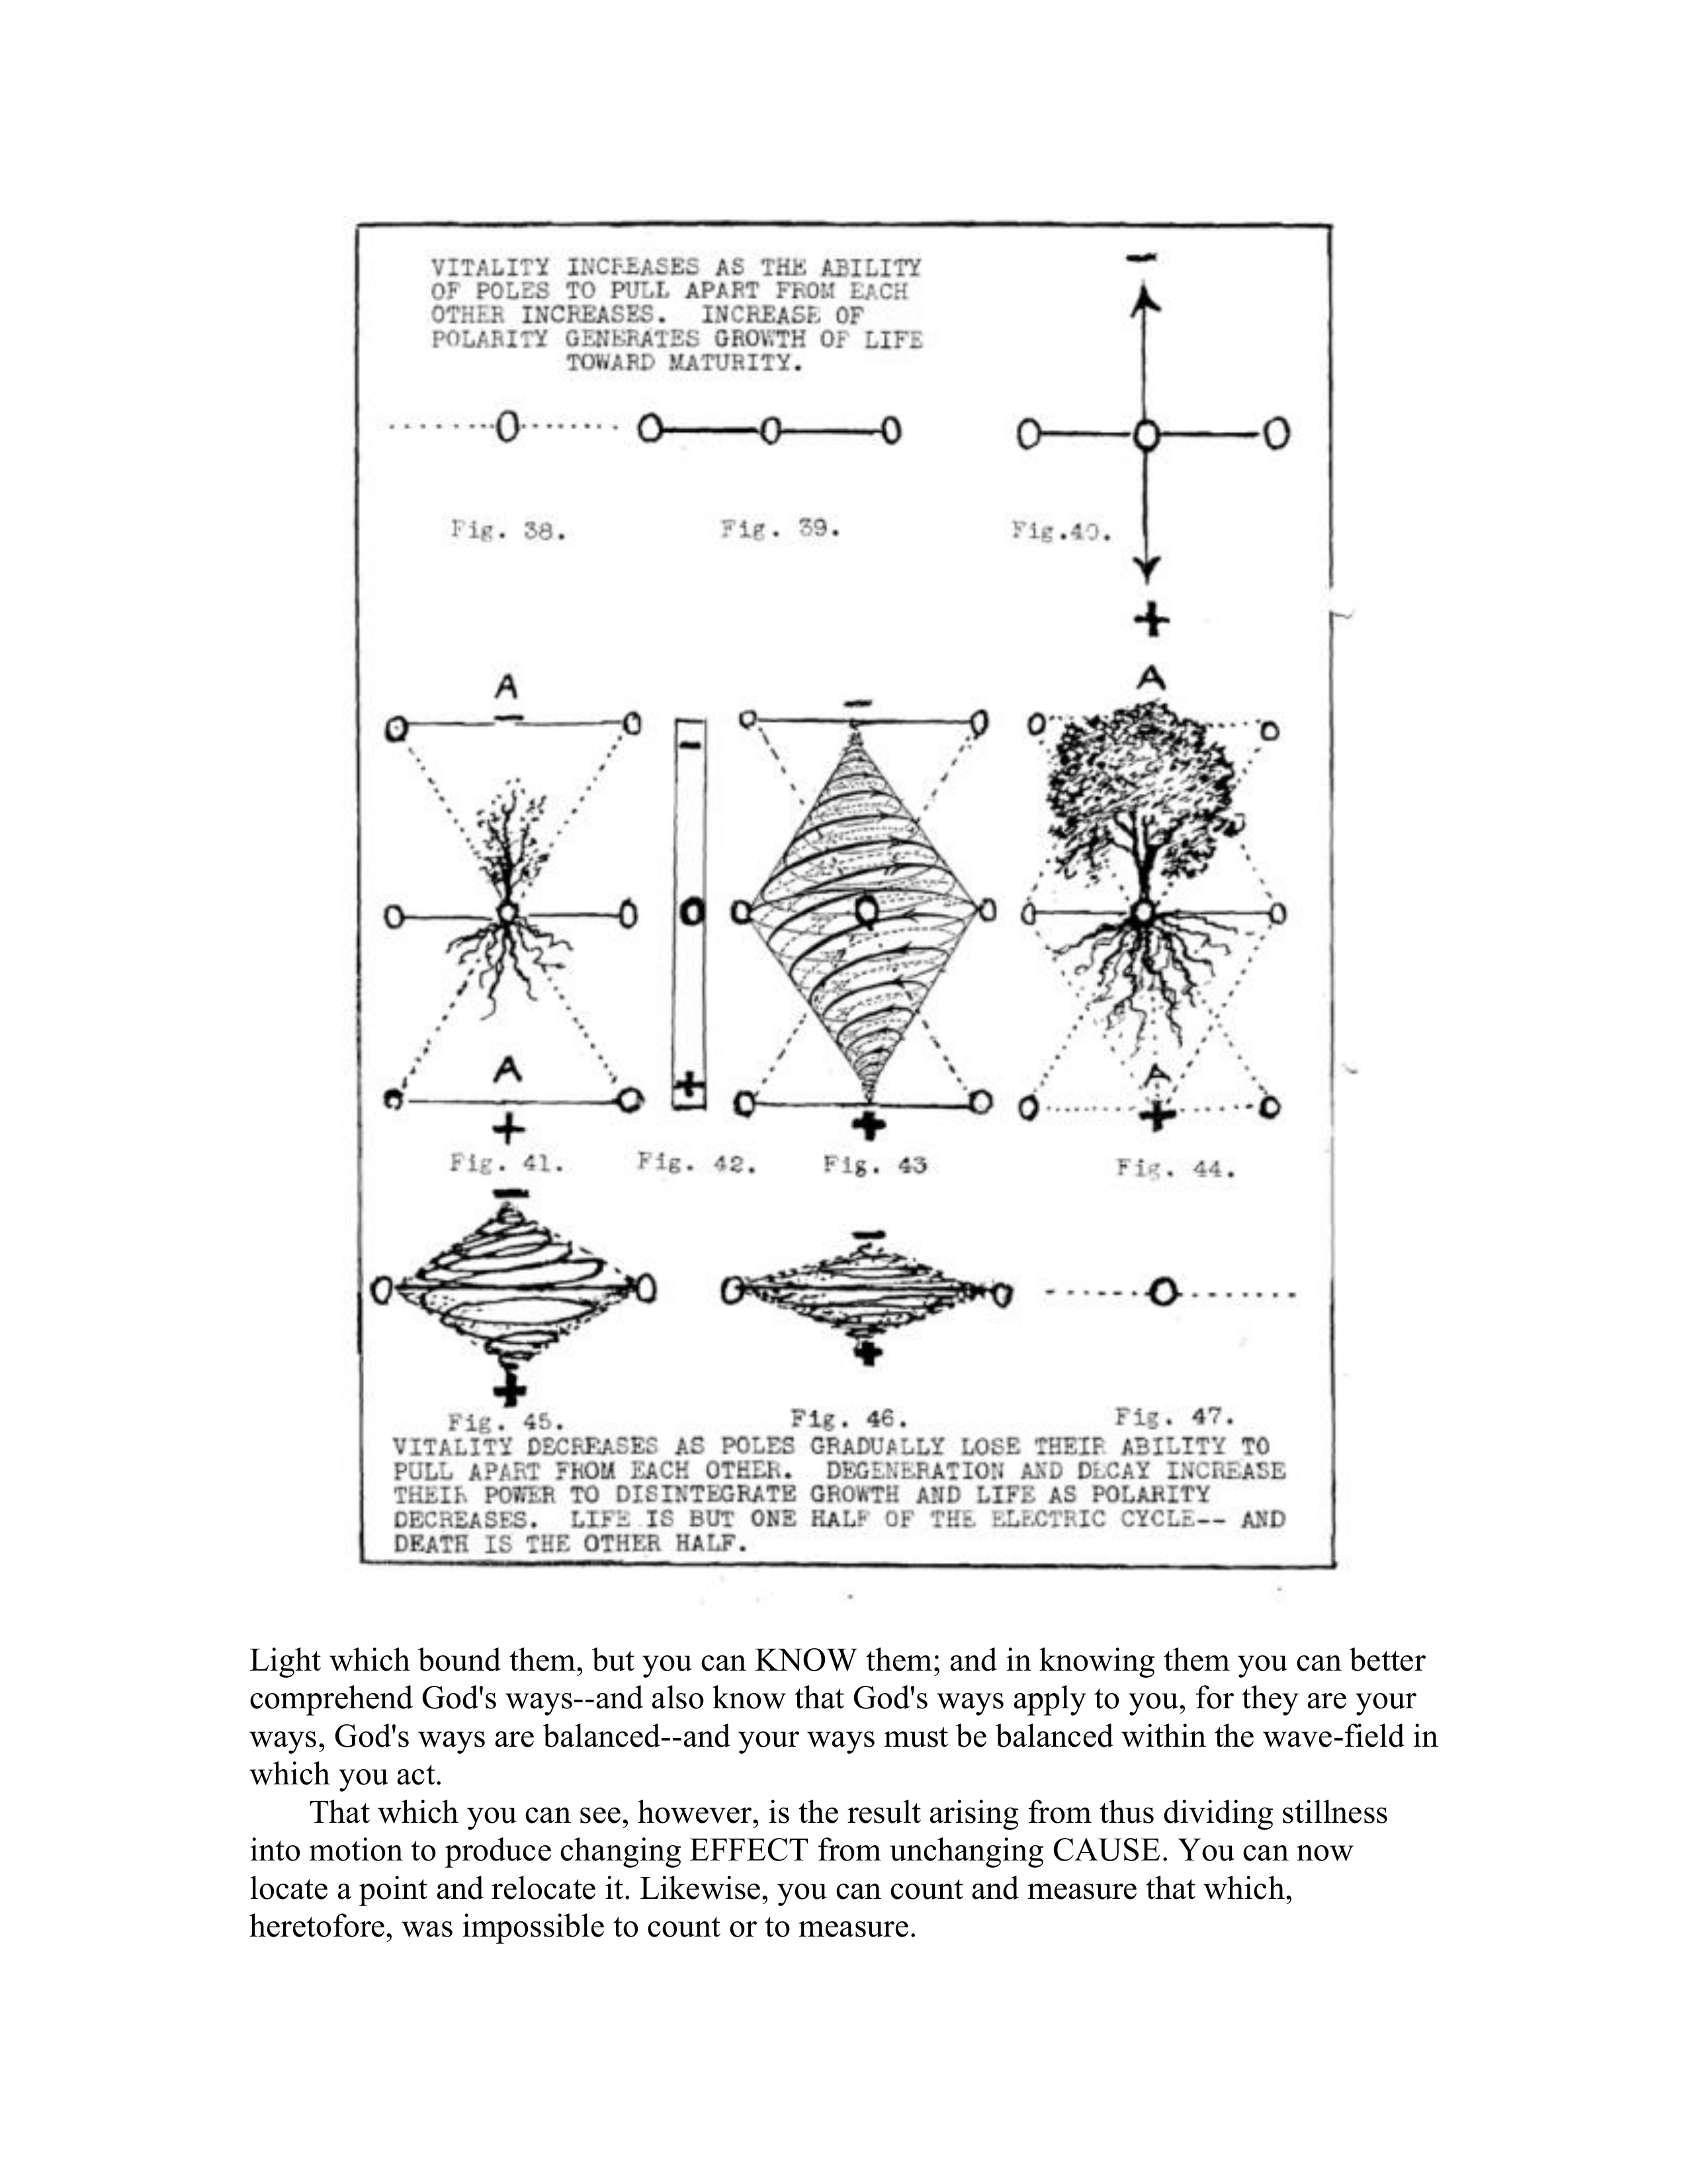 VITALITY INCREASES AS THE ABILITY
OF POLES TO PULL APART FROM EACH
OTHER INCREASES. INCREASE OF
POLARITY GENERATES GROWTH OF LIFE
TOWARD MATURITY.
-
O
O O O
O O O
Fig. 38.
Fig. 39.
Fig.40.
+
A
A
O - O
-
O - O
O O
O O O
O
O O O
O O O
A
A
O O
+
O O
O + O
+
+
Fig. 41.
Fig. 42.
Fig. 43
Fig. 44.
-
-
O O
O O
O
+
+
Fig. 45.
Fig. 46.
Fig. 47.
VITALITY DECREASES AS POLES GRADUALLY LOSE THEIR ABILITY TO
PULL APART FROM EACH OTHER. DEGENERATION AND DECAY INCREASE
THEIR POWER TO DISINTEGRATE GROWTH AND LIFE AS POLARITY
DECREASES. LIFE IS BUT ONE HALF OF THE ELECTRIC CYCLE-- AND
DEATH IS THE OTHER HALF.
Light which bound them, but you can KNOW them; and in knowing them you can better
comprehend God's ways--and also know that God's ways apply to you, for they are your
ways, God's ways are balanced--and your ways must be balanced within the wave-field in
which you act.
That which you can see, however, is the result arising from thus dividing stillness
into motion to produce changing EFFECT from unchanging CAUSE. You can now
locate a point and relocate it. Likewise, you can count and measure that which,
heretofore, was impossible to count or to measure.